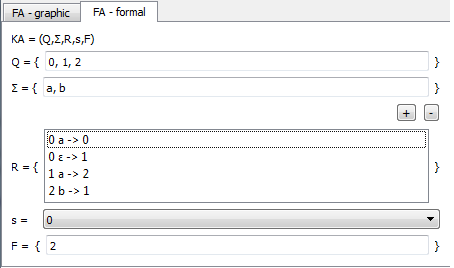 FA - graphic FA - formal
KA = (Q,Σ,R,s,F)
Q = { 0, 1, 2 }
Σ = { a, b }
+ -
R = { }
0 a -> 0
0 ε -> 1
1 a -> 2
2 b -> 1
s = 0
F = { 2 }